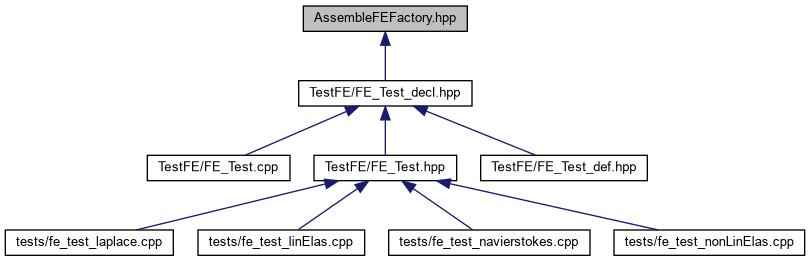 AssembleFEFactory.hpp
TestFE/FE_Test_decl.hpp
TestFE/FE_Test.cpp
TestFE/FE_Test.hpp
TestFE/FE_Test_def.hpp
tests/fe_test_laplace.cpp
tests/fe_test_linElas.cpp
tests/fe_test_navierstokes.cpp
tests/fe_test_nonLinElas.cpp